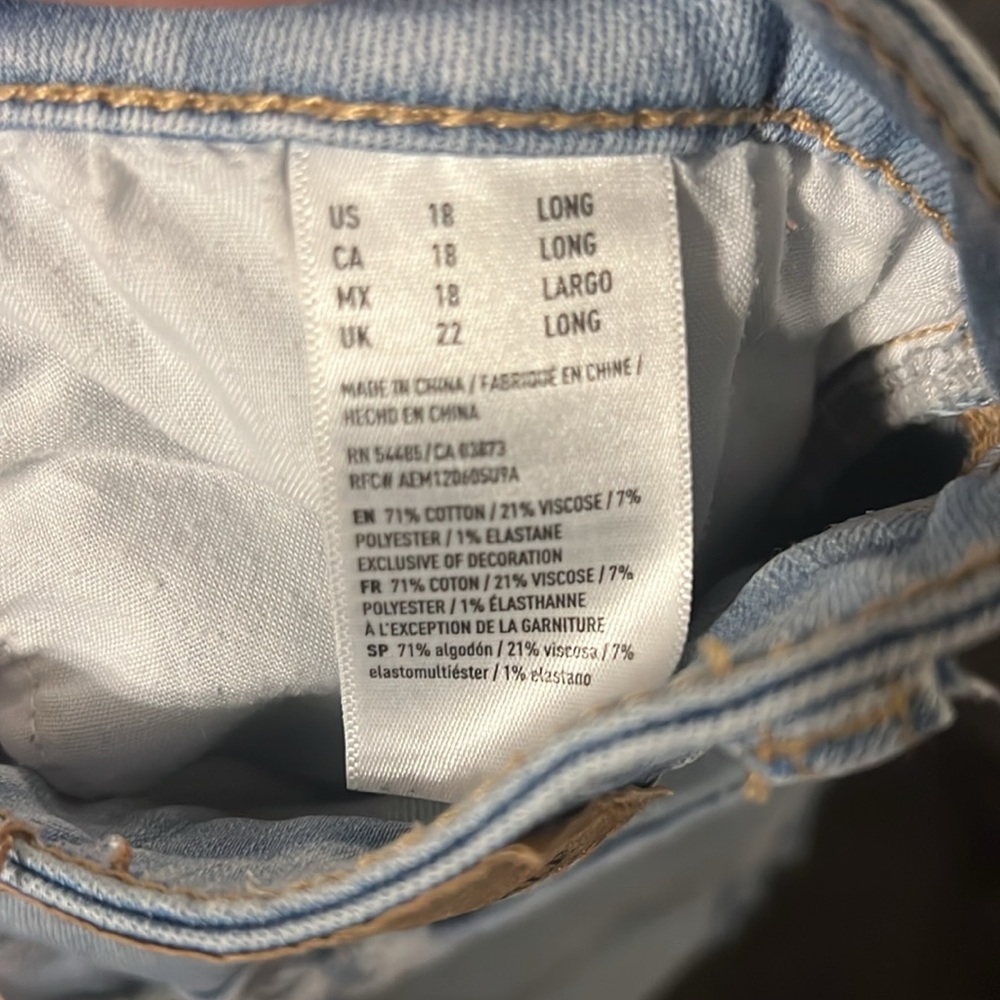 US 18 LONG
CA 18 LONG
MX 18 LARGO
UK 22 LONG
MADE IN CHINA / FABRIQUÉ EN CHINE /
HECHO EN CHINA
RN 54485/CA 03873
RFC# AEM120605U9A
EN 71% COTTON / 21% VISCOSE / 7%
POLYESTER / 1% ELASTANE
EXCLUSIVE OF DECORATION
FR 71% COTON / 21% VISCOSE / 7%
POLYESTER / 1% ÉLASTHANNE
À L'EXCEPTION DE LA GARNITURE
SP 71% algodón / 21% viscosa / 7%
elastomultiéster / 1% elastano